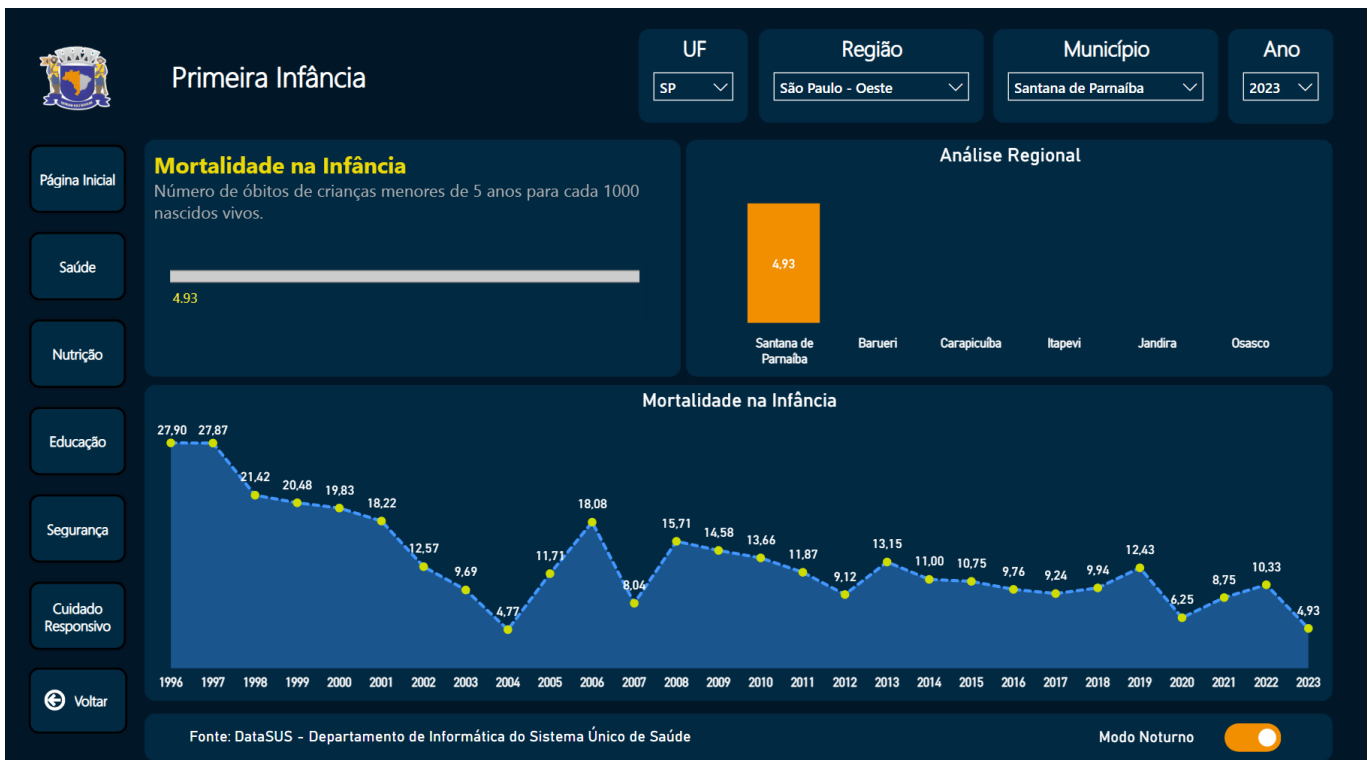 Primeira Infância
UF
SP
Região
São Paulo - Oeste
Município
Santana de Parnaíba
Ano
2023
Página Inicial
Saúde
Nutrição
Educação
Segurança
Cuidado
Responsivo
Voltar
Mortalidade na Infância
Número de óbitos de crianças menores de 5 anos para cada 1000
nascidos vivos.
4.93
Análise Regional
4,93
Santana de
Parnaíba
Barueri
Carapicuíba
Itapevi
Jandira
Osasco
Mortalidade na Infância
27,90 27,87 21,42 20,48 19,83 18,22 12,57 9,69 4,77 11,71 18,08 8,04 15,71 14,58 13,66 11,87 9,12 13,15 11,00 10,75 9,76 9,24 9,94 12,43 6,25 8,75 10,33 4,93
1996 1997 1998 1999 2000 2001 2002 2003 2004 2005 2006 2007 2008 2009 2010 2011 2012 2013 2014 2015 2016 2017 2018 2019 2020 2021 2022 2023
Fonte: DataSUS - Departamento de Informática do Sistema Único de Saúde
Modo Noturno